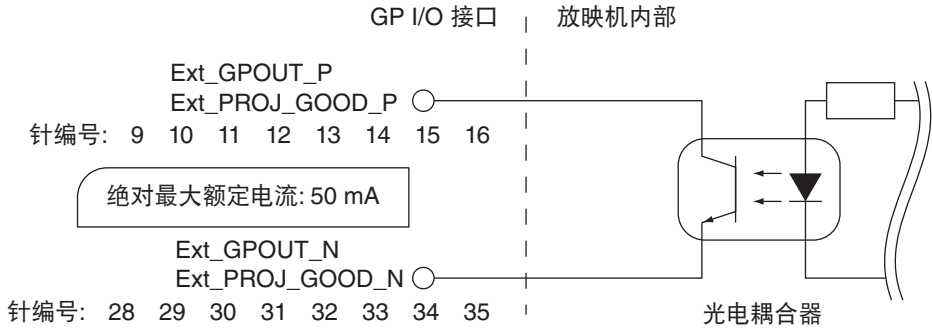 GP I/O 接口
放映机内部
Ext_GPOUT_P
Ext_PROJ_GOOD_P
针编号: 9 10 11 12 13 14 15 16
绝对最大额定电流: 50 mA
Ext_GPOUT_N
Ext_PROJ_GOOD_N
针编号: 28 29 30 31 32 33 34 35
光电耦合器